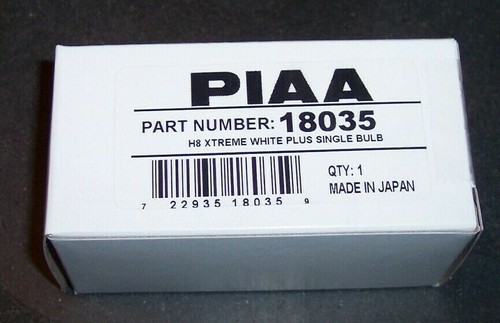 PIAA
PART NUMBER: 18035
H8 XTREME WHITE PLUS SINGLE BULB
QTY: 1
MADE IN JAPAN
7 22935 18035 9